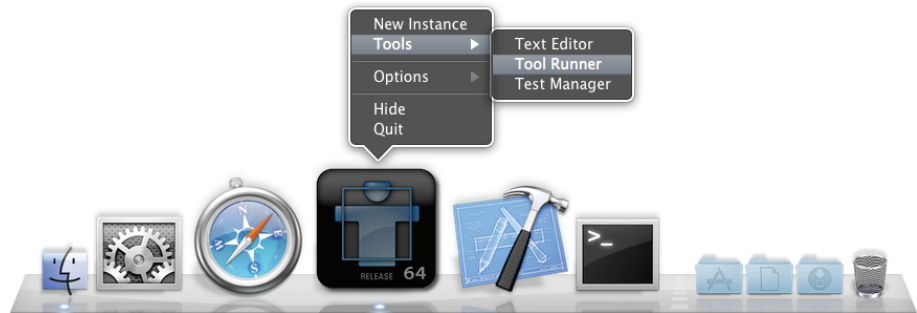 New Instance
Tools
Options
Hide
Quit
Text Editor
Tool Runner
Test Manager
RELEASE 64
>_